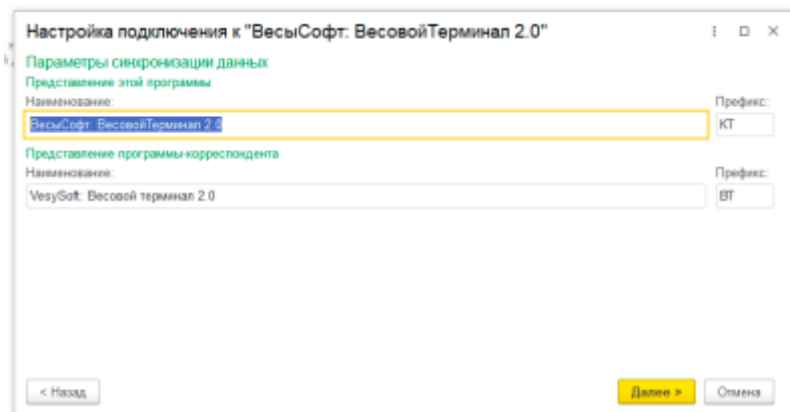 Настройка подключения к "ВесыСофт: ВесовойТерминал 2.0"
Параметры синхронизации данных
Представление этой программы
Наименование: Префикс:
ВесыСофт: ВесовойТерминал 2.0 КТ
Представление программы-корреспондента
Наименование: Префикс:
VesySoft: Весовой терминал 2.0 ВТ
< Назад Далее > Отмена